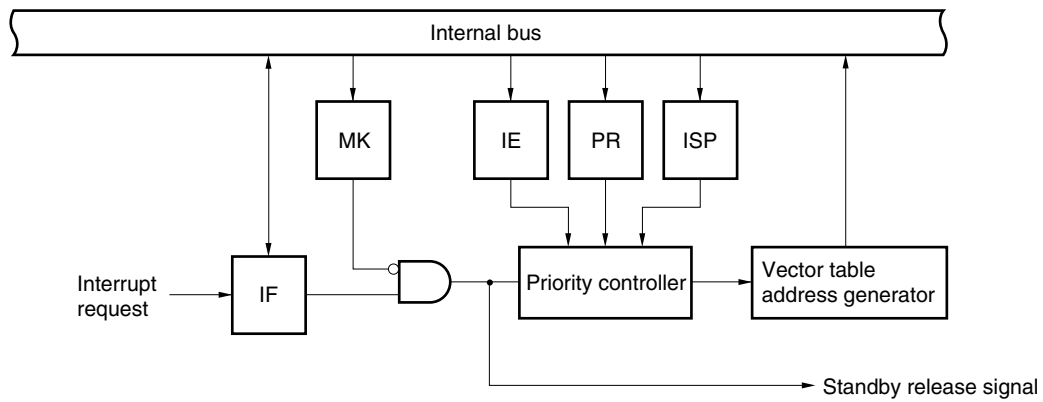 Internal bus
MK
IE
PR
ISP
Interrupt
request
IF
Priority controller
Vector table
address generator
Standby release signal